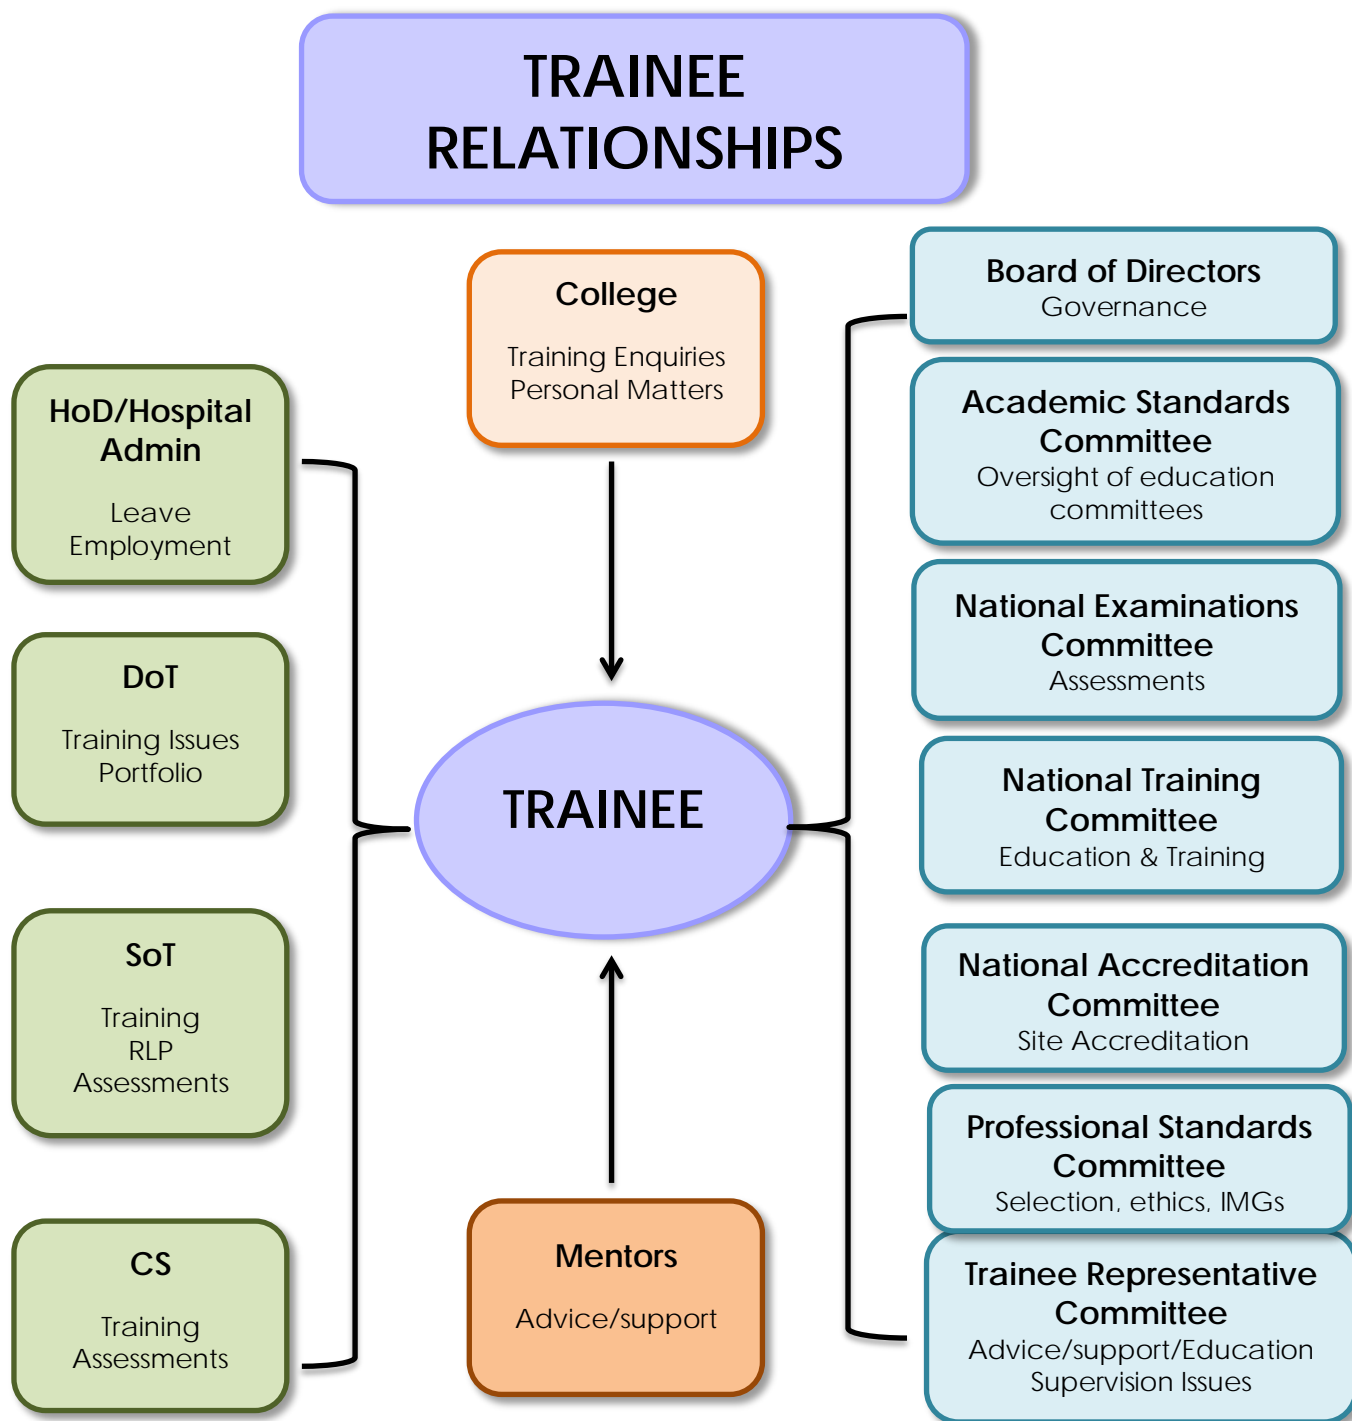 TRAINEE
RELATIONSHIPS
College
Training Enquiries
Personal Matters
HoD/Hospital
Admin
Leave
Employment
DoT
Training Issues
Portfolio
SoT
Training
RLP
Assessments
CS
Training
Assessments
TRAINEE
Mentors
Advice/support
Board of Directors
Governance
Academic Standards
Committee
Oversight of education
committees
National Examinations
Committee
Assessments
National Training
Committee
Education & Training
National Accreditation
Committee
Site Accreditation
Professional Standards
Committee
Selection, ethics, IMGs
Trainee Representative
Committee
Advice/support/Education
Supervision Issues